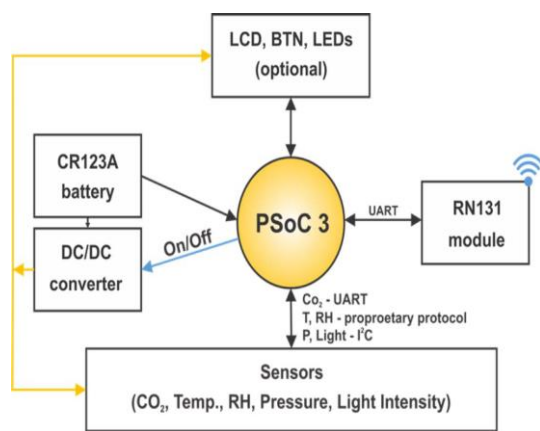 LCD, BTN, LEDs
(optional)
CR123A
battery
PSoC 3
UART
RN131
module
On/Off
DC/DC
converter
Co₂ - UART
T, RH - proproetary protocol
P, Light - I²C
Sensors
(CO₂, Temp., RH, Pressure, Light Intensity)